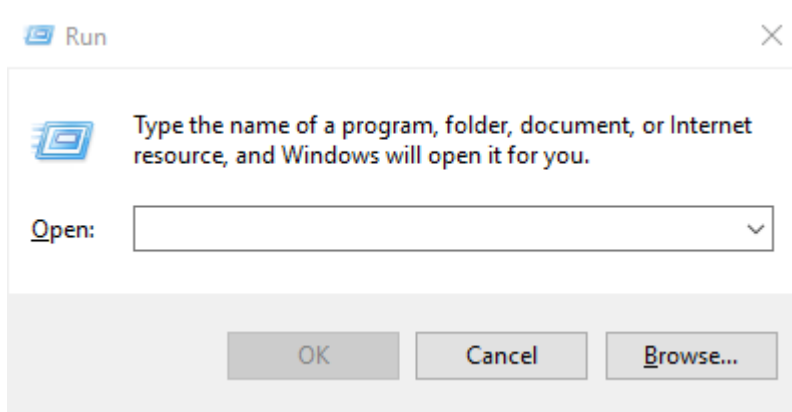 Run
Type the name of a program, folder, document, or Internet
resource, and Windows will open it for you.
Open:
OK Cancel Browse...